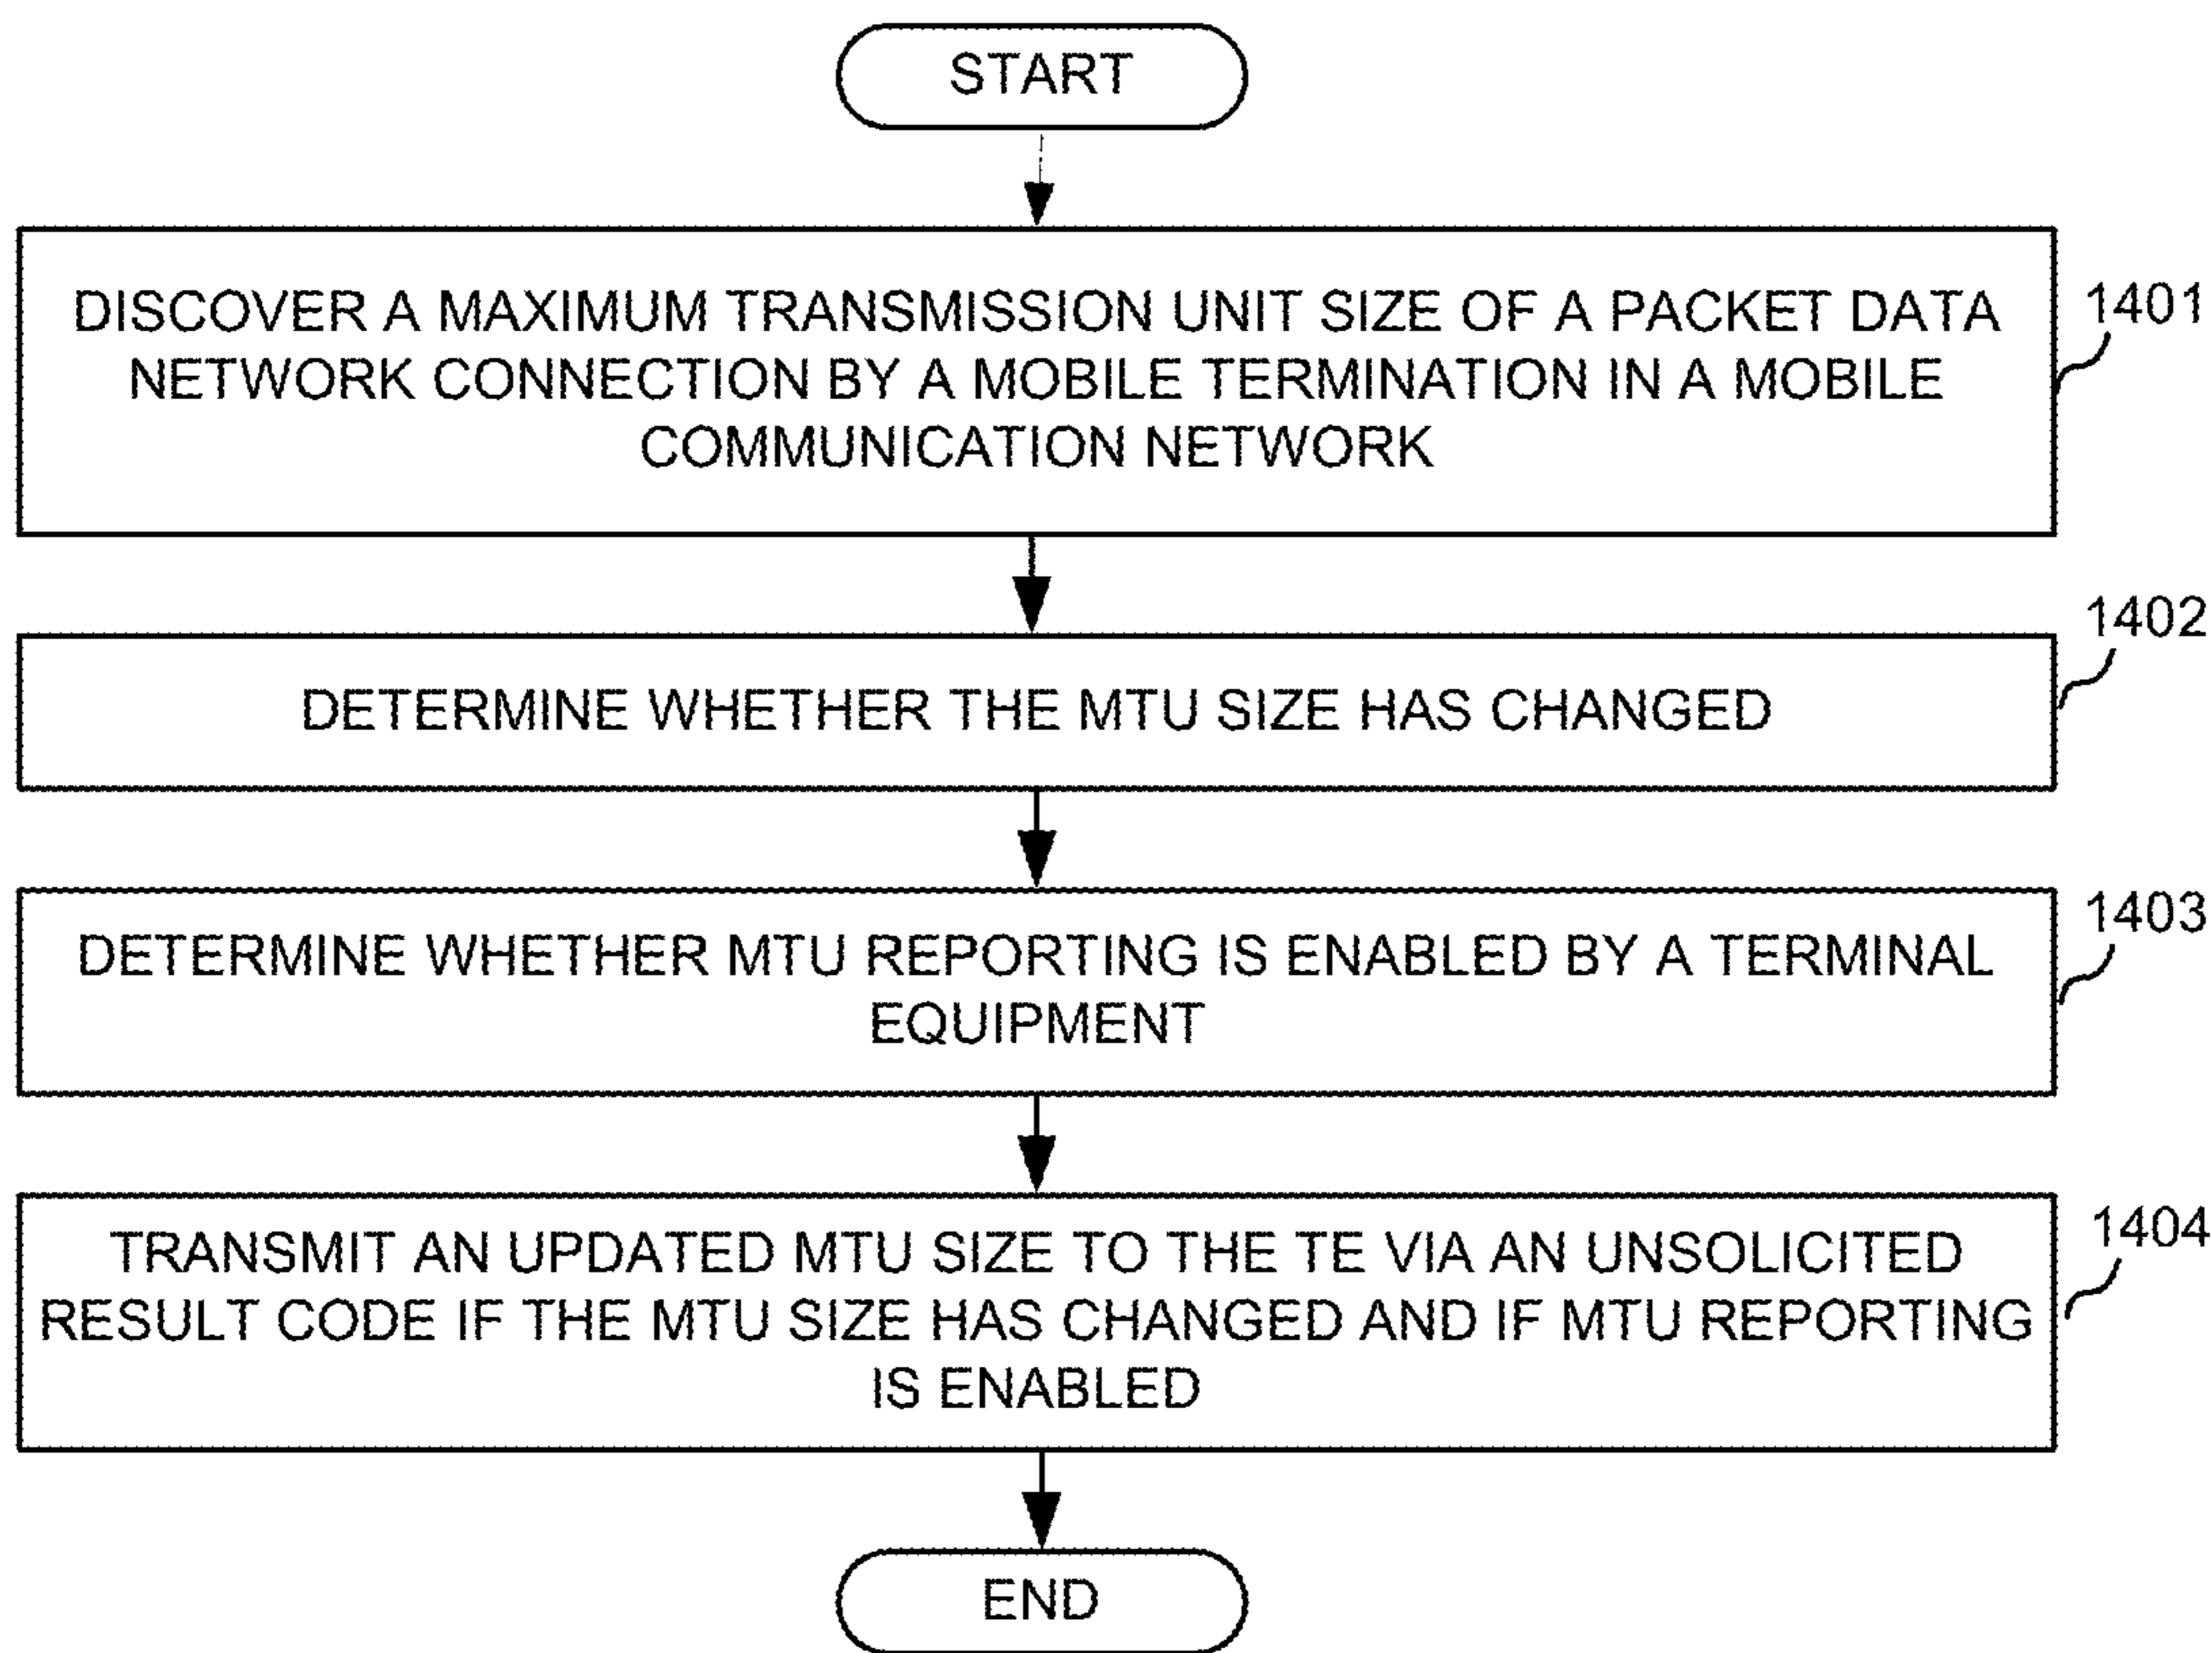 START
DISCOVER A MAXIMUM TRANSMISSION UNIT SIZE OF A PACKET DATA
NETWORK CONNECTION BY A MOBILE TERMINATION IN A MOBILE
COMMUNICATION NETWORK
1401
1402
DETERMINE WHETHER THE MTU SIZE HAS CHANGED
1403
DETERMINE WHETHER MTU REPORTING IS ENABLED BY A TERMINAL
EQUIPMENT
1404
TRANSMIT AN UPDATED MTU SIZE TO THE TE VIA AN UNSOLICITED
RESULT CODE IF THE MTU SIZE HAS CHANGED AND IF MTU REPORTING
IS ENABLED
END